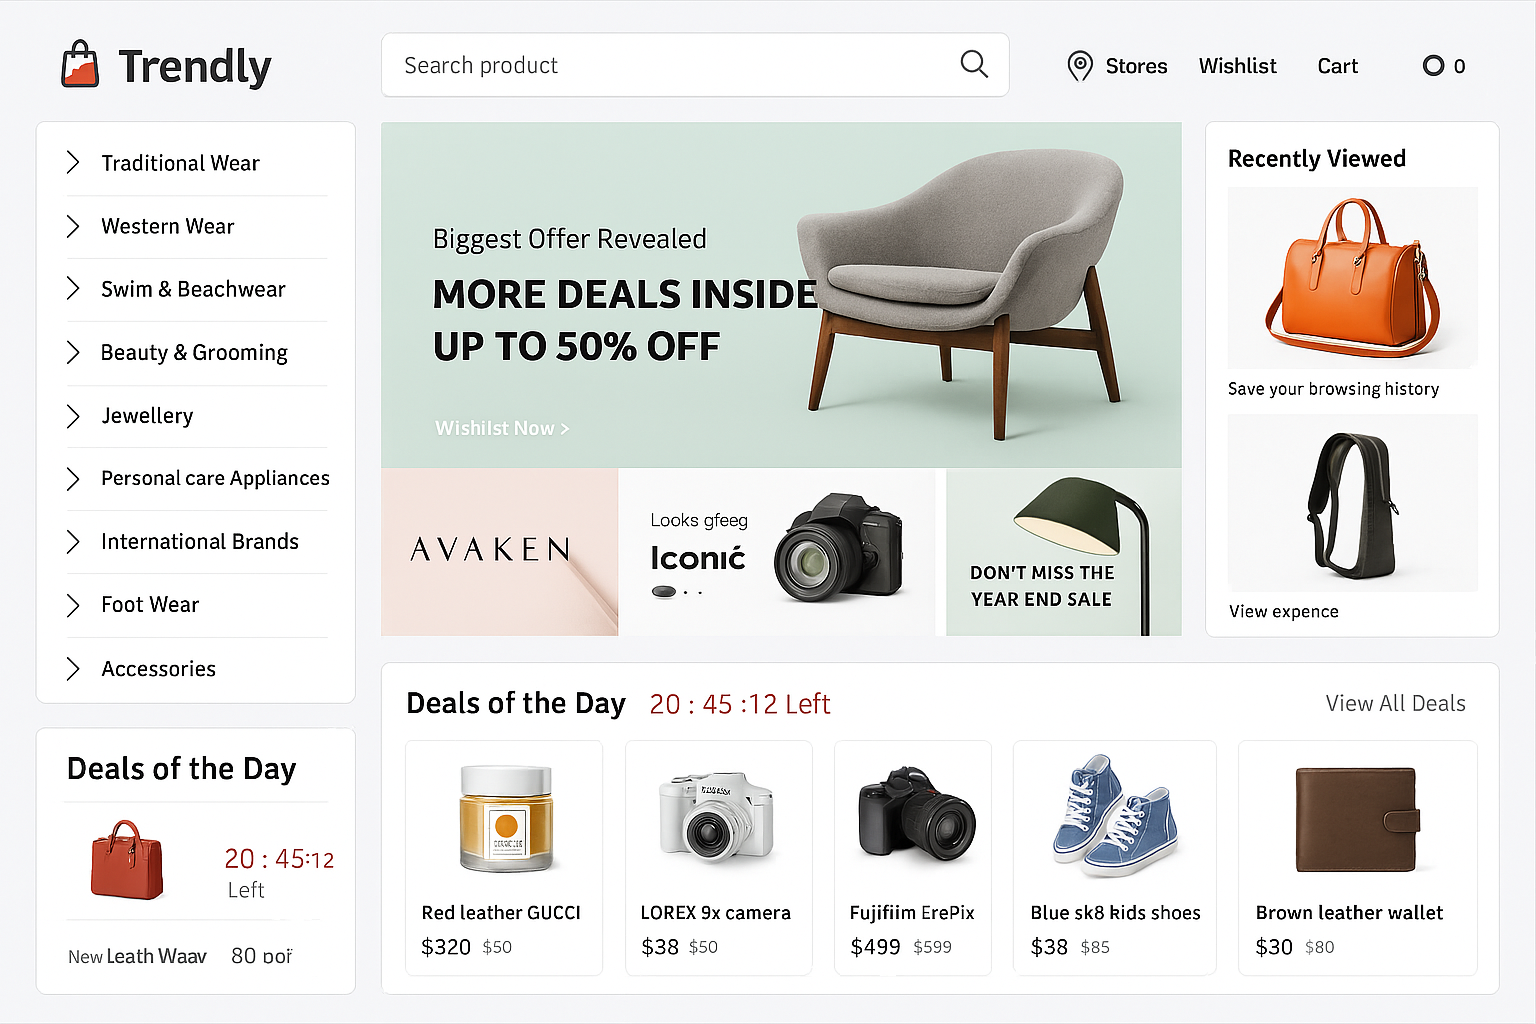 Trendly
Search product
Stores
Wishlist
Cart
0
Traditional Wear
Western Wear
Swim & Beachwear
Beauty & Grooming
Jewellery
Personal care Appliances
International Brands
Foot Wear
Accessories
Biggest Offer Revealed
MORE DEALS INSIDE
UP TO 50% OFF
Wishilst Now >
AVAKEN
Looks gfeeg
Iconić
DON'T MISS THE
YEAR END SALE
Recently Viewed
Save your browsing history
View expence
Deals of the Day
20 : 45:12
Left
New Leath Waav
80
Deals of the Day 20 : 45 :12 Left
View All Deals
Red leather GUCCI
$320 $50
LOREX 9x camera
$38 $50
Fujifiim ErePix
$499 $599
Blue sk8 kids shoes
$38 $85
Brown leather wallet
$30 $80